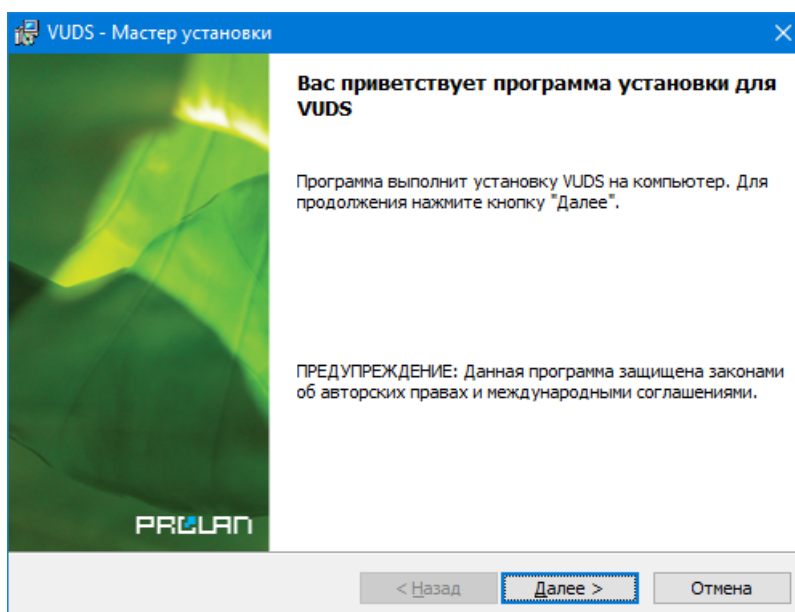 VUDS - Мастер установки
Вас приветствует программа установки для
VUDS
Программа выполнит установку VUDS на компьютер. Для
продолжения нажмите кнопку "Далее".
ПРЕДУПРЕЖДЕНИЕ: Данная программа защищена законами
об авторских правах и международными соглашениями.
PROLAN
< Назад
Далее >
Отмена